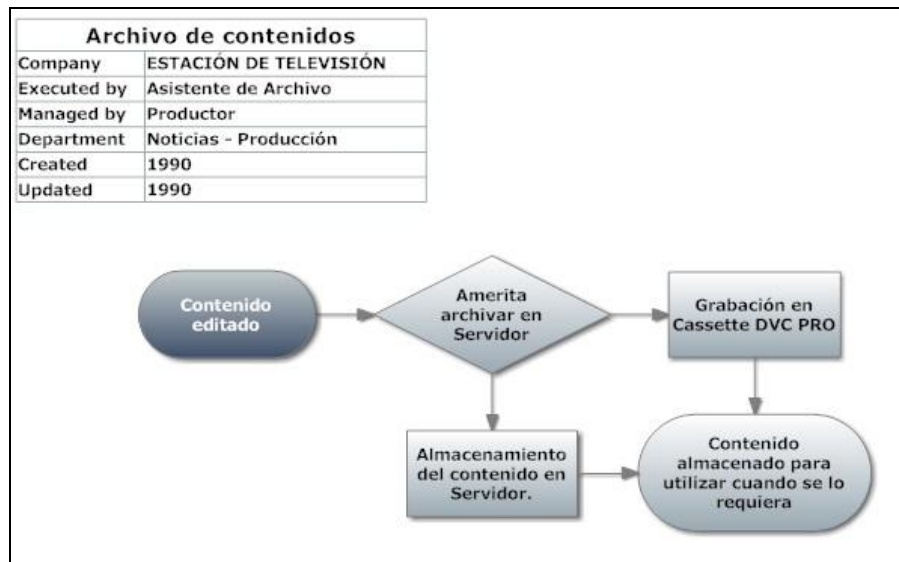 Archivo de contenidos
Company ESTACIÓN DE TELEVISIÓN
Executed by Asistente de Archivo
Managed by Productor
Department Noticias - Producción
Created 1990
Updated 1990
Contenido
editado
Amerita
archivar en
Servidor
Grabación en
Cassette DVC PRO
Almacenamiento
del contenido en
Servidor.
Contenido
almacenado para
utilizar cuando se lo
requiera